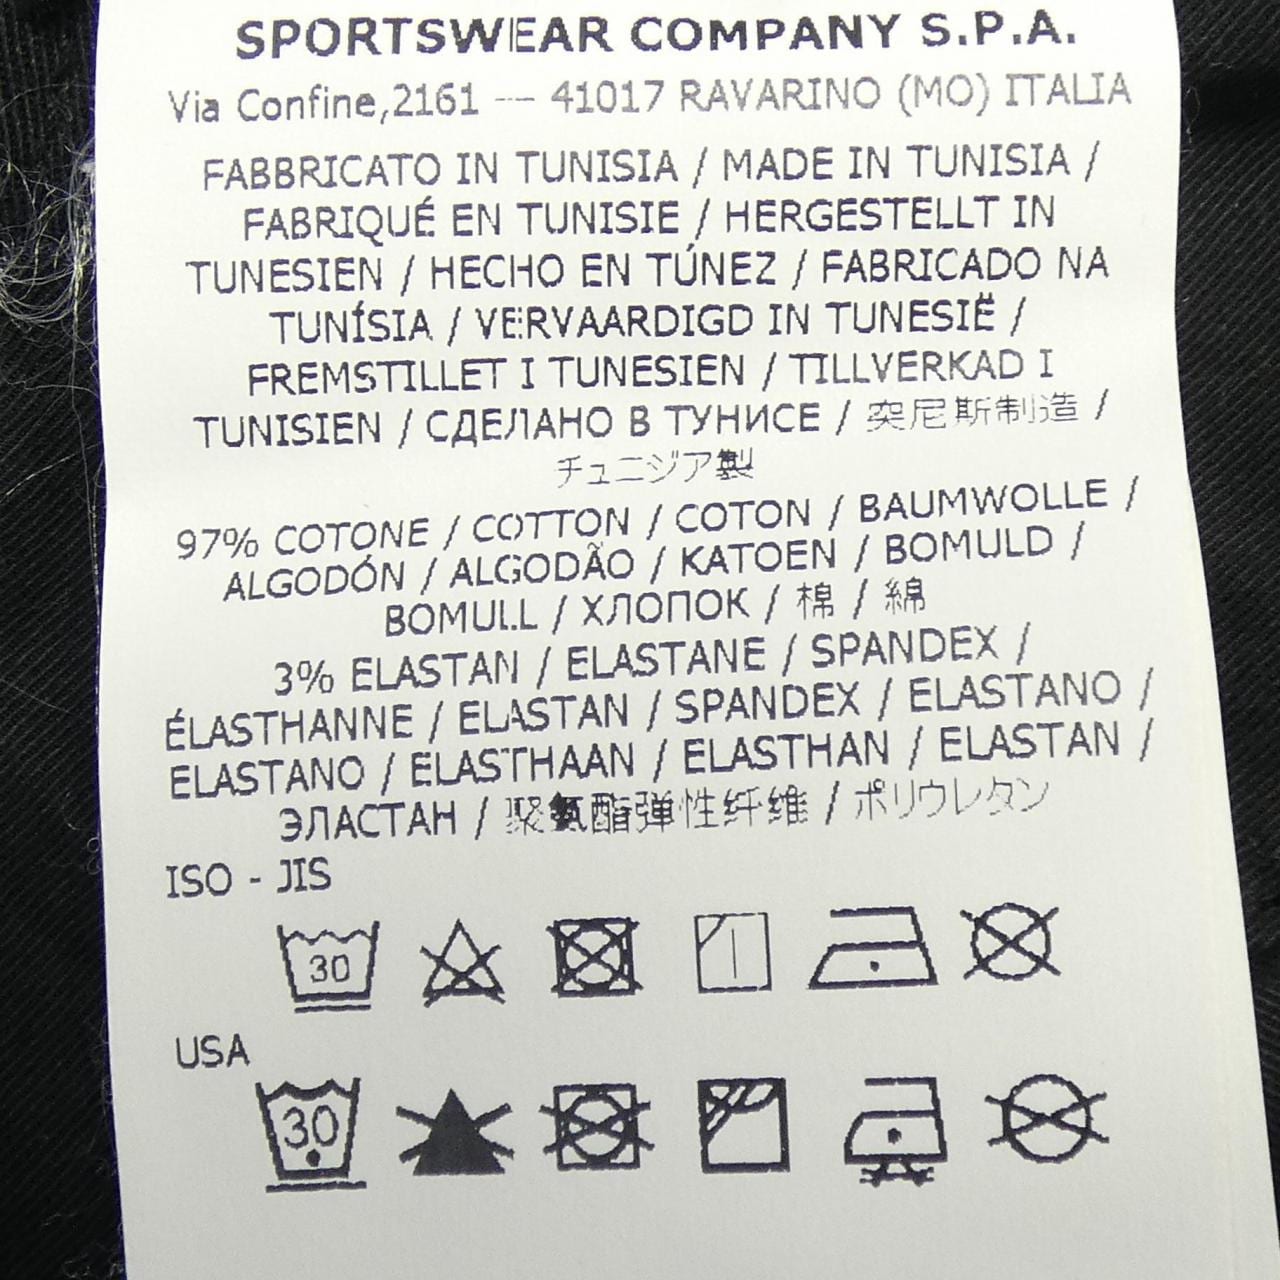 SPORTSWEAR COMPANY S.P.A.
Via Confine,2161 -- 41017 RAVARINO (MO) ITALIA
FABBRICATO IN TUNISIA / MADE IN TUNISIA /
FABRIQUÉ EN TUNISIE / HERGESTELLT IN
TUNESIEN / HECHO EN TÚNEZ / FABRICADO NA
TUNÍSIA / VERVAARDIGD IN TUNESIË /
FREMSTILLET I TUNESIEN / TILLVERKAD I
TUNISIEN / СДЕЛАНО В ТУНИСЕ / 突尼斯制造 /
チュニジア製
97% COTONE / COTTON / COTON / BAUMWOLLE /
ALGODÓN / ALGODÃO / KATOEN / BOMULD /
BOMULL / ХЛОПОК / 棉 / 綿
3% ELASTAN / ELASTANE / SPANDEX /
ÉLASTHANNE / ELASTAN / SPANDEX / ELASTANO /
ELASTANO / ELASTHAAN / ELASTHAN / ELASTAN /
ЭЛАСТАН / 聚氨酯弹性纤维 / ポリウレタン
ISO - JIS
30
USA
30